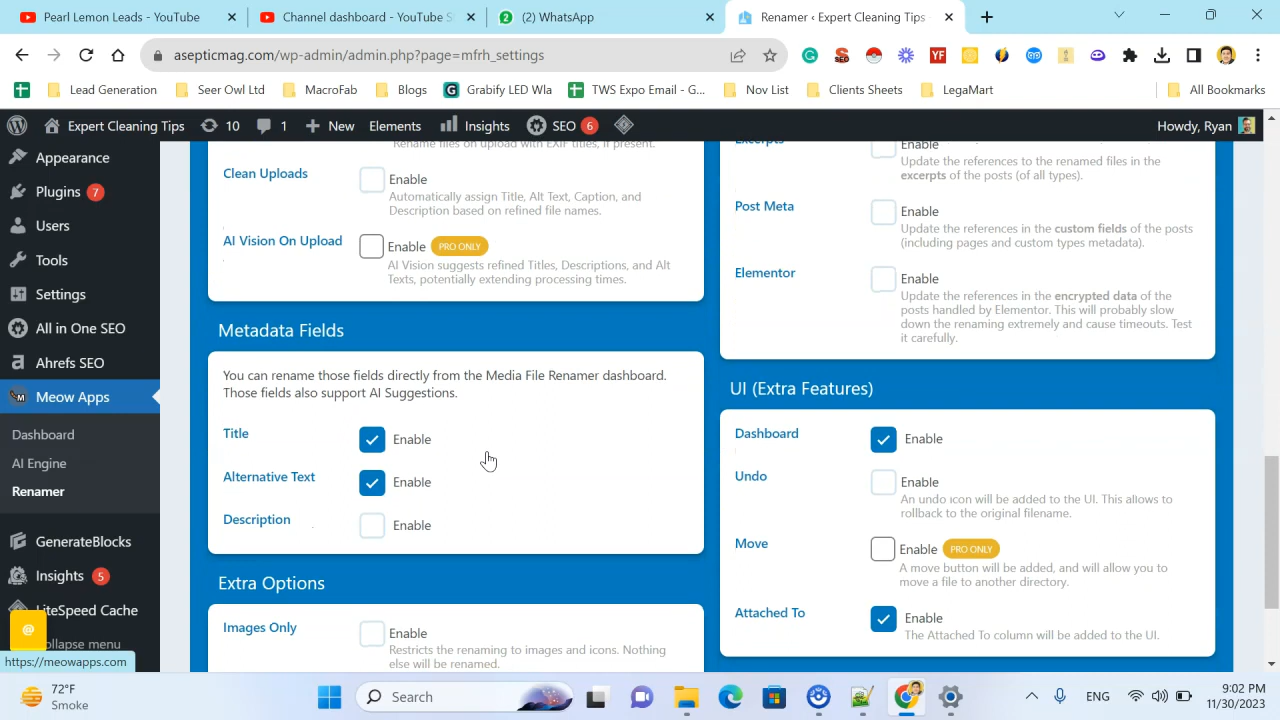 Peod Leads - YouTube
Channel dashboard - YouTube S
(2) WhatsApp
Renamer ‹ Expert Cleaning Tips
asepticmag.com/wp-admin/admin.php?page=mfrh_settings
Lead Generation
Seer Owl Ltd
MacroFab
Blogs
Grabify LED Wla
TWS Expo Email - G...
Nov List
Clients Sheets
LegaMart
All Bookmarks
Expert Cleaning Tips
10
1
New
Elements
Insights
SEO 6
Howdy, Ryan
Appearance
Plugins 7
Users
Tools
Settings
All in One SEO
Ahrefs SEO
Meow Apps
Dashboard
AI Engine
Renamer
GenerateBlocks
Insights 5
LiteSpeed Cache
Collapse menu
https://meowapps.com
Rename files on upload with EXIF titles, if present.
Clean Uploads
Enable
Automatically assign Title, Alt Text, Caption, and
Description based on refined file names.
AI Vision On Upload
Enable PRO ONLY
AI Vision suggests refined Titles, Descriptions, and Alt
Texts, potentially extending processing times.
Metadata Fields
You can rename those fields directly from the Media File Renamer dashboard.
Those fields also support AI Suggestions.
Title
Enable
Alternative Text
Enable
Description
Enable
Extra Options
Images Only
Enable
Restricts the renaming to images and icons. Nothing
else will be renamed.
Excerpts
Enable
Update the references to the renamed files in the
excerpts of the posts (of all types).
Post Meta
Enable
Update the references in the custom fields of the posts
(including pages and custom types metadata).
Elementor
Enable
Update the references in the encrypted data of the
posts handled by Elementor. This will probably slow
down the renaming extremely and cause timeouts. Test
it carefully.
UI (Extra Features)
Dashboard
Enable
Undo
Enable
An undo icon will be added to the UI. This allows to
rollback to the original filename.
Move
Enable PRO ONLY
A move button will be added, and will allow you to
move a file to another directory.
Attached To
Enable
The Attached To column will be added to the UI.
72°F
Smoke
Search
ENG
9:02 PM
11/30/2023